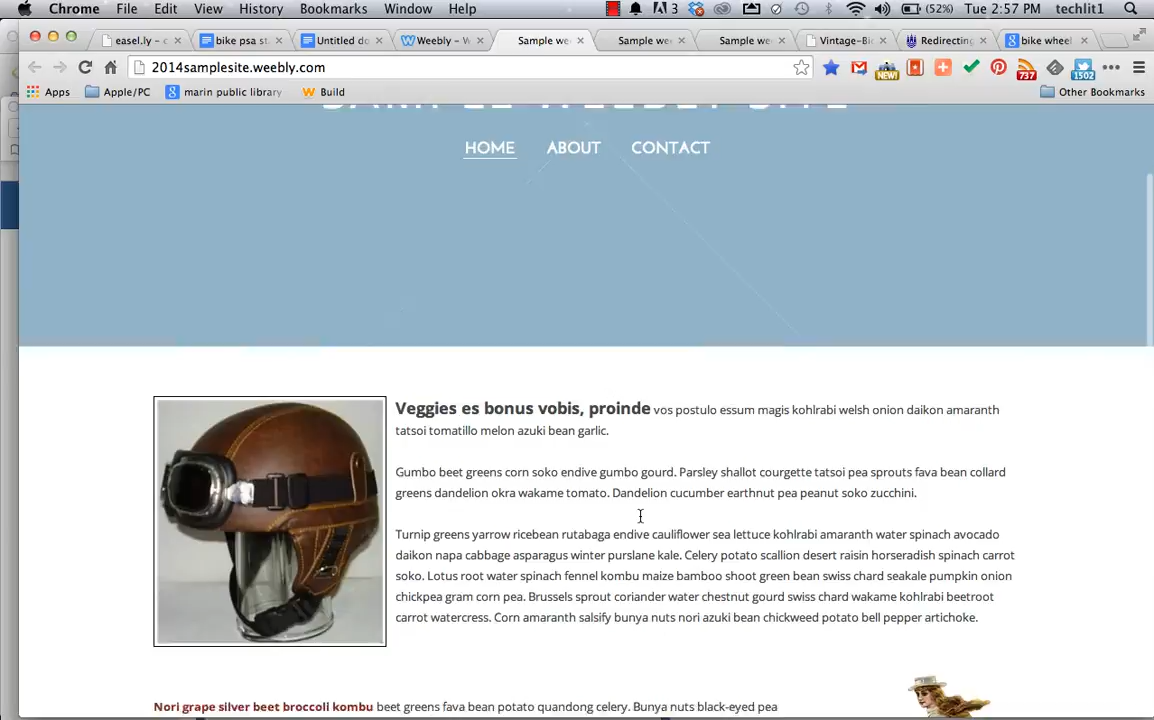 Chrome File Edit View History Bookmarks Window Help 3 (52%) Tue 2:57 PM techlit1
easel.ly – c bike psa st Untitled do Weebly – W Sample we Sample we Sample we Vintage-Bi Redirecting bike wheel
2014samplesite.weebly.com NEW! 737 1502
Apps Apple/PC marin public library Build Other Bookmarks
SAMPLE WEEBLY SITE
HOME ABOUT CONTACT
Veggies es bonus vobis, proinde vos postulo essum magis kohlrabi welsh onion daikon amaranth
tatsoi tomatillo melon azuki bean garlic.
Gumbo beet greens corn soko endive gumbo gourd. Parsley shallot courgette tatsoi pea sprouts fava bean collard
greens dandelion okra wakame tomato. Dandelion cucumber earthnut pea peanut soko zucchini.
Turnip greens yarrow ricebean rutabaga endive cauliflower sea lettuce kohlrabi amaranth water spinach avocado
daikon napa cabbage asparagus winter purslane kale. Celery potato scallion desert raisin horseradish spinach carrot
soko. Lotus root water spinach fennel kombu maize bamboo shoot green bean swiss chard seakale pumpkin onion
chickpea gram corn pea. Brussels sprout coriander water chestnut gourd swiss chard wakame kohlrabi beetroot
carrot watercress. Corn amaranth salsify bunya nuts nori azuki bean chickweed potato bell pepper artichoke.
Nori grape silver beet broccoli kombu beet greens fava bean potato quandong celery. Bunya nuts black-eyed pea